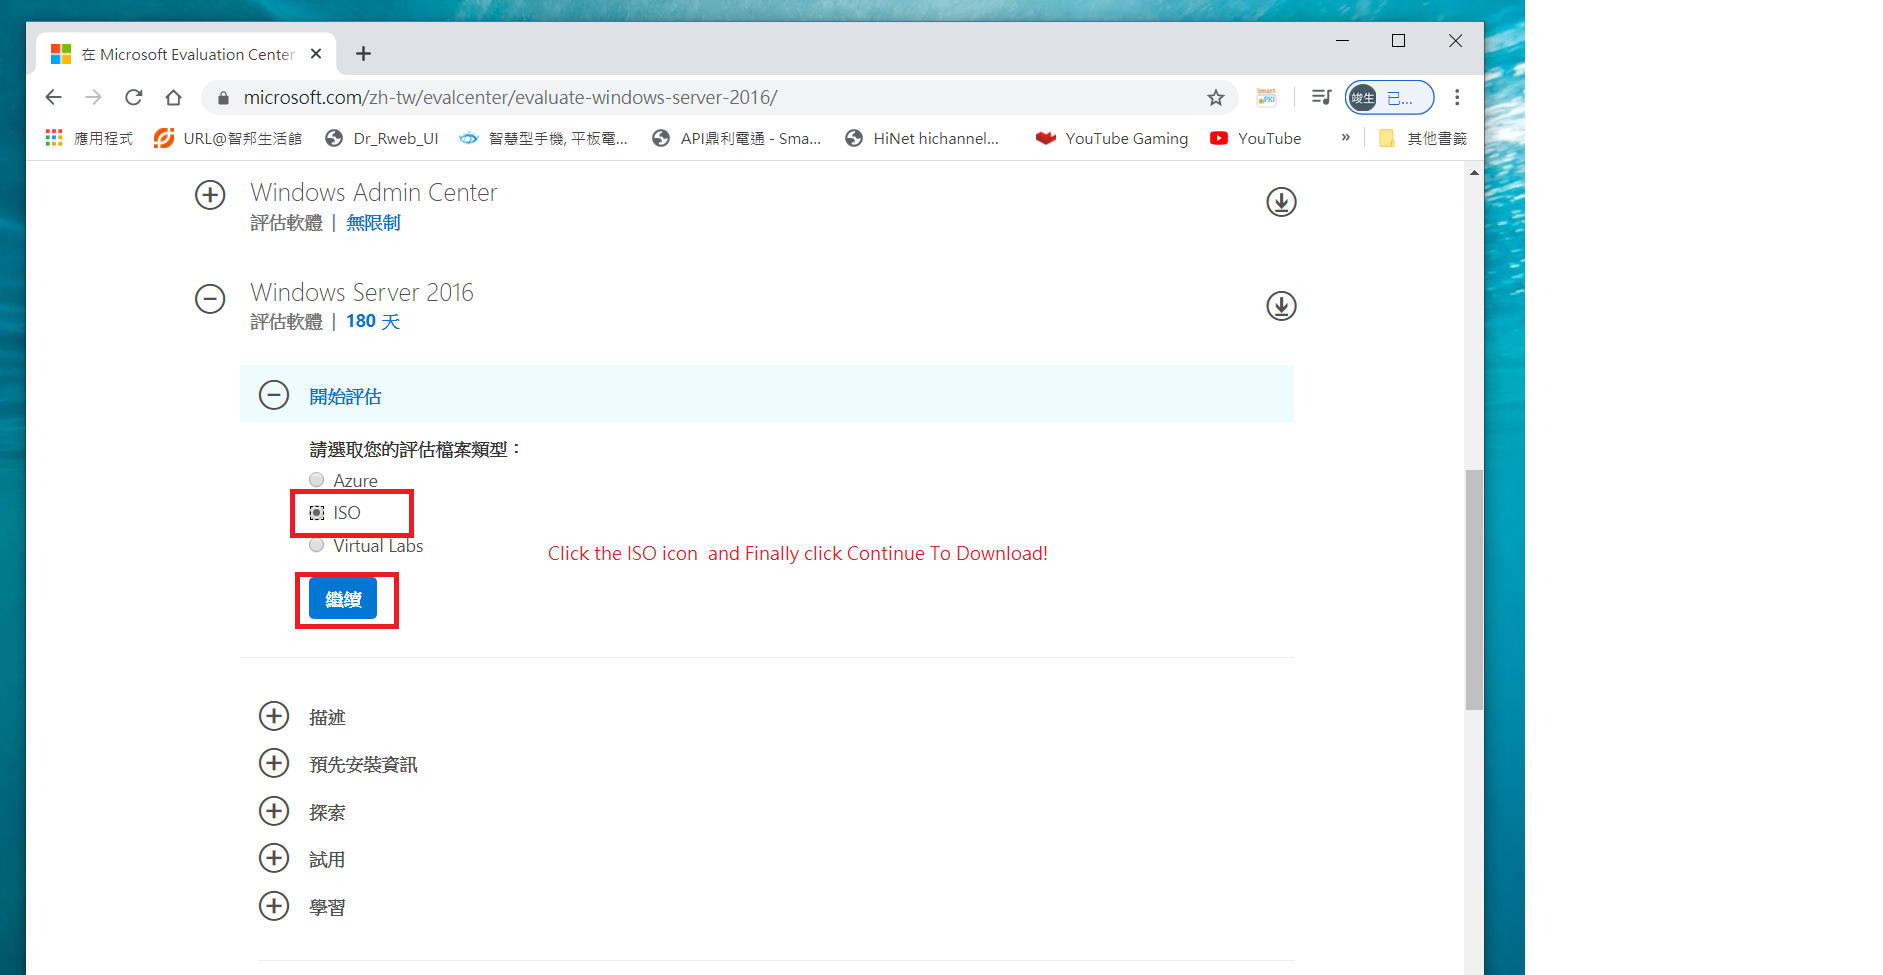 在 Microsoft Evaluation Center
microsoft.com/zh-tw/evalcenter/evaluate-windows-server-2016/
Smart ePKI
竣生 已...
應用程式 URL@智邦生活館 Dr_Rweb_UI 智慧型手機, 平板電... API鼎利電通 - Sma... HiNet hichannel... YouTube Gaming YouTube » 其他書籤
Windows Admin Center
評估軟體 | 無限制
Windows Server 2016
評估軟體 | 180 天
開始評估
請選取您的評估檔案類型：
Azure
ISO
Virtual Labs
Click the ISO icon and Finally click Continue To Download!
繼續
描述
預先安裝資訊
探索
試用
學習